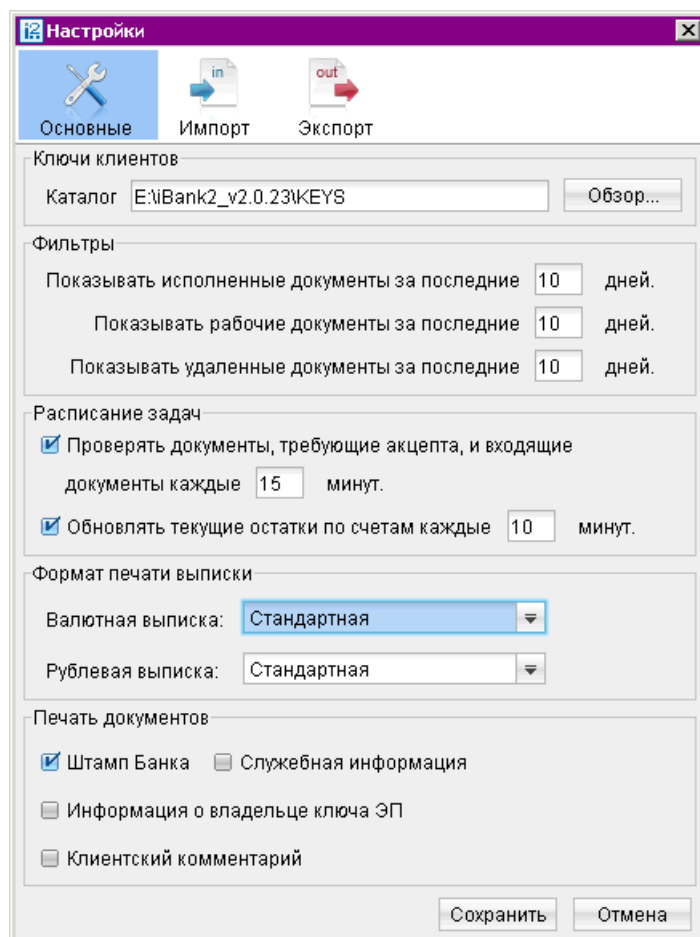 i2 Настройки
in out
Основные Импорт Экспорт
Ключи клиентов
Каталог E:\iBank2_v2.0.23\KEYS Обзор...
Фильтры
Показывать исполненные документы за последние 10 дней.
Показывать рабочие документы за последние 10 дней.
Показывать удаленные документы за последние 10 дней.
Расписание задач
Проверять документы, требующие акцепта, и входящие
документы каждые 15 минут.
Обновлять текущие остатки по счетам каждые 10 минут.
Формат печати выписки
Валютная выписка: Стандартная
Рублевая выписка: Стандартная
Печать документов
Штамп Банка Служебная информация
Информация о владельце ключа ЭП
Клиентский комментарий
Сохранить Отмена